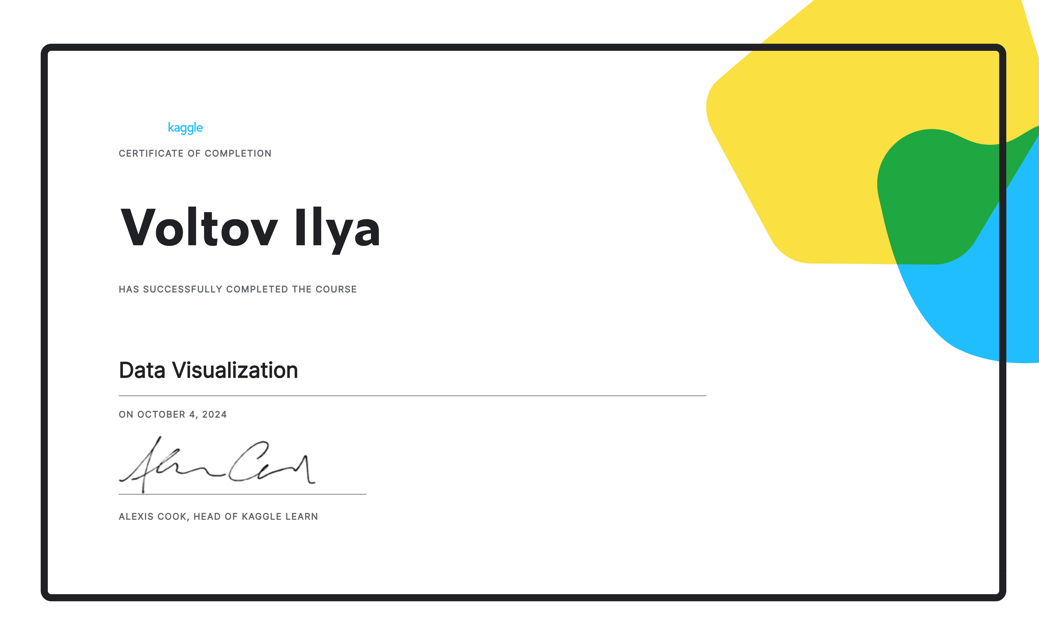 kaggle
CERTIFICATE OF COMPLETION
Voltov Ilya
HAS SUCCESSFULLY COMPLETED THE COURSE
Data Visualization
ON OCTOBER 4, 2024
ALEXIS COOK, HEAD OF KAGGLE LEARN